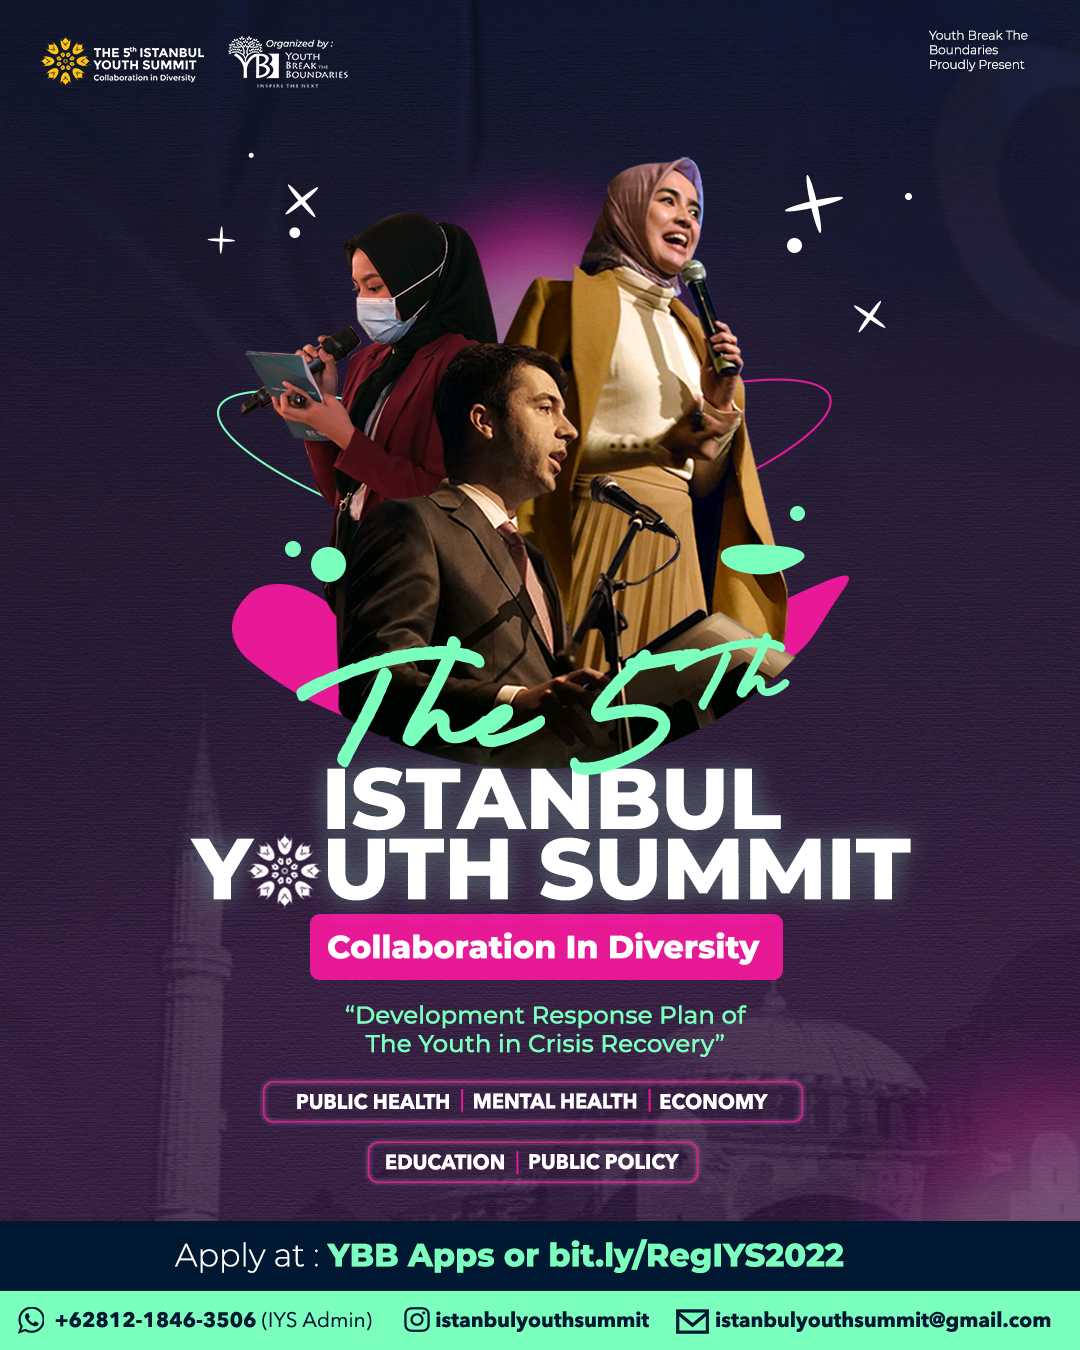 THE 5th ISTANBUL
YOUTH SUMMIT
Collaboration in Diversity
Organized by :
YBB
YOUTH
BREAK THE
BOUNDARIES
INSPIRE THE NEXT
Youth Break The
Boundaries
Proudly Present
The 5Th
ISTANBUL
YOUTH SUMMIT
Collaboration In Diversity
“Development Response Plan of
The Youth in Crisis Recovery”
PUBLIC HEALTH | MENTAL HEALTH | ECONOMY
EDUCATION | PUBLIC POLICY
Apply at : YBB Apps or bit.ly/RegIYS2022
+62812-1846-3506 (IYS Admin) istanbulyouthsummit istanbulyouthsummit@gmail.com